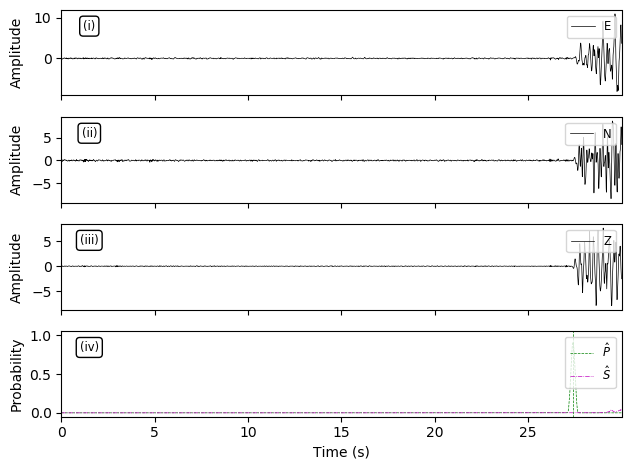 10
0
Amplitude
(i)
E
5
0
−5
Amplitude
(ii)
N
5
0
−5
Amplitude
(iii)
Z
1.0
0.5
0.0
Probability
(iv)
P̂
Ŝ
0 5 10 15 20 25
Time (s)